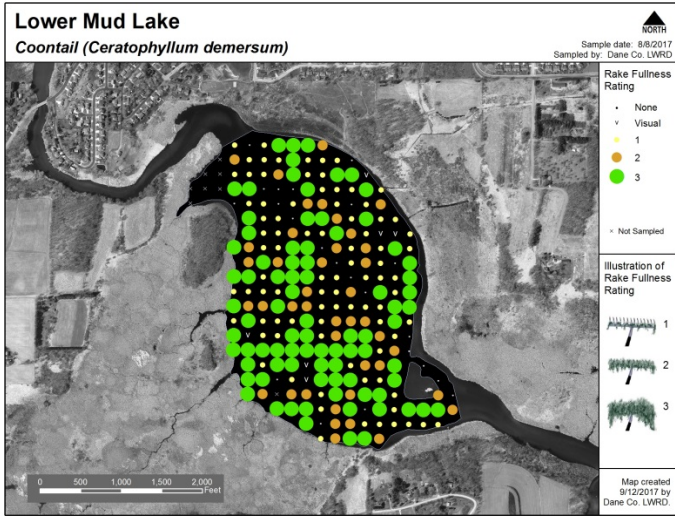 Lower Mud Lake
Coontail (Ceratophyllum demersum)
NORTH
Sample date: 8/8/2017
Sampled by: Dane Co. LWRD
Rake Fullness
Rating
None
v Visual
1
2
3
× Not Sampled
Illustration of
Rake Fullness
Rating
1
2
3
0 500 1,000 1,500 2,000
Feet
Map created
9/12/2017 by
Dane Co. LWRD.